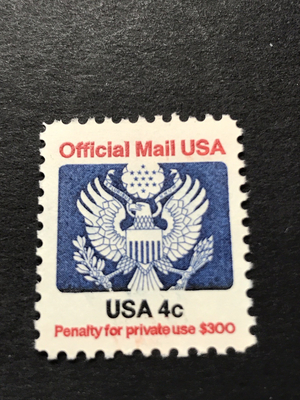 Official Mail USA
USA 4c
Penalty for private use $300